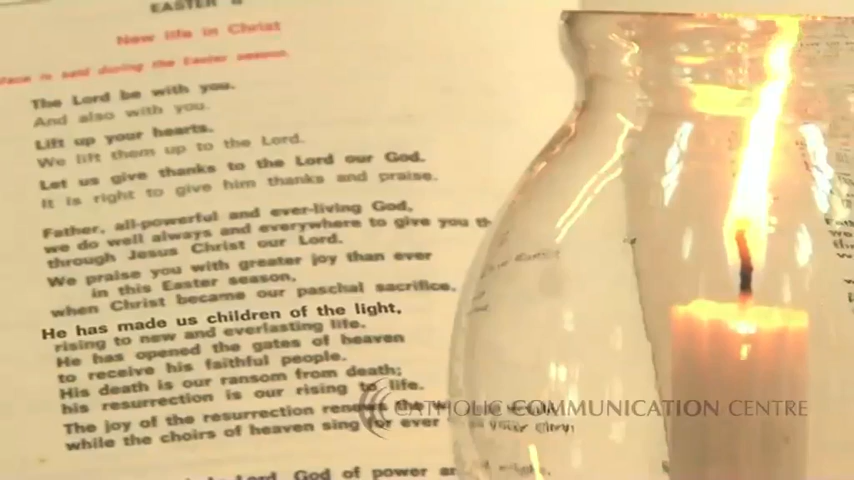 EASTER II
New life in Christ
is said during the Easter season.
The Lord be with you.
And also with you.
Lift up your hearts.
We lift them up to the Lord.
Let us give thanks to the Lord our God.
It is right to give him thanks and praise.
Father, all-powerful and ever-living God,
we do well always and everywhere to give you
through Jesus Christ our Lord.
We praise you with greater joy than ever
in this Easter season,
when Christ became our paschal sacrifice.
He has made us children of the light,
rising to new and everlasting life.
He has opened the gates of heaven
to receive his faithful people.
His death is our ransom from death;
his resurrection is our rising to life.
The joy of the resurrection renews the
while the choirs of heaven sing for ever
Lord, God of power
CATHOLIC COMMUNICATION CENTRE